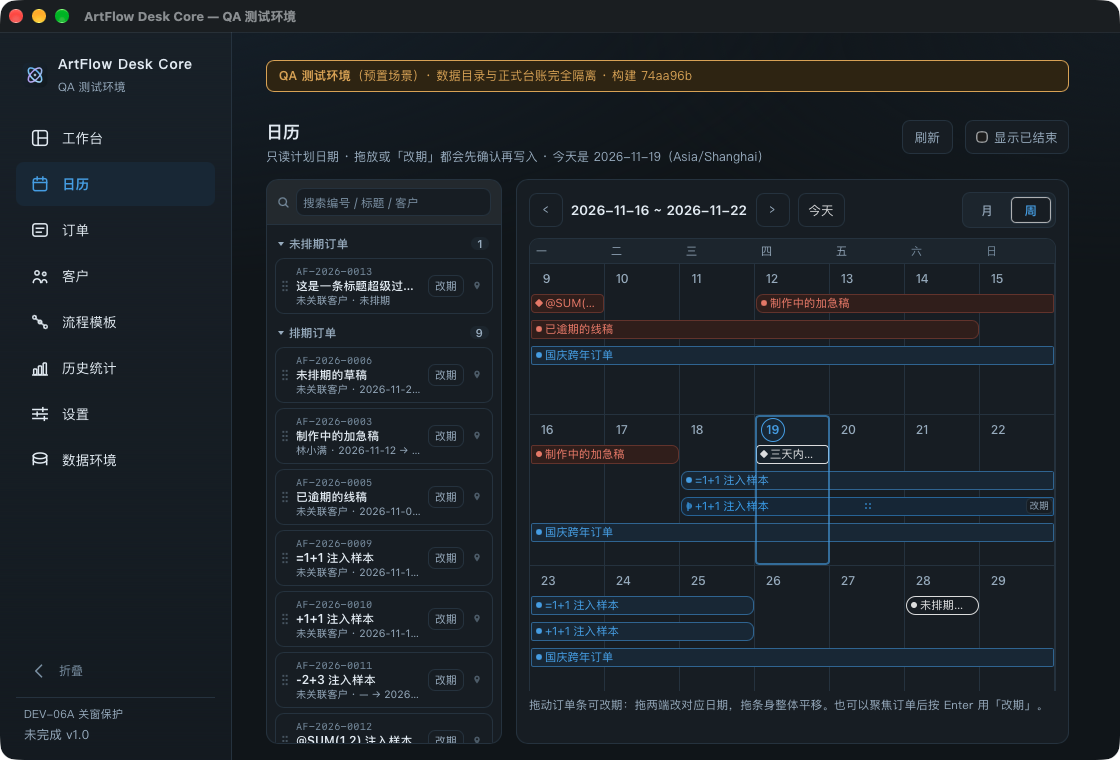 ArtFlow Desk Core — QA 测试环境
ArtFlow Desk Core
QA 测试环境
工作台
日历
订单
客户
流程模板
历史统计
设置
数据环境
折叠
DEV-06A 关窗保护
未完成 v1.0
QA 测试环境（预置场景）· 数据目录与正式台账完全隔离 · 构建 74aa96b
日历
只读计划日期 · 拖放或「改期」都会先确认再写入 · 今天是 2026-11-19（Asia/Shanghai）
刷新
显示已结束
搜索编号 / 标题 / 客户
未排期订单 1
AF-2026-0013
这是一条标题超级过...
未关联客户 · 未排期
改期
排期订单 9
AF-2026-0006
未排期的草稿
未关联客户 · 2026-11-2...
改期
AF-2026-0003
制作中的加急稿
林小满 · 2026-11-12 → ...
改期
AF-2026-0005
已逾期的线稿
未关联客户 · 2026-11-0...
改期
AF-2026-0009
=1+1 注入样本
未关联客户 · 2026-11-1...
改期
AF-2026-0010
+1+1 注入样本
未关联客户 · 2026-11-1...
改期
AF-2026-0011
-2+3 注入样本
未关联客户 · — → 2026...
改期
AF-2026-0012
@SUM(1,2) 注入样本
改期
2026-11-16 ~ 2026-11-22
今天
月 周
一 二 三 四 五 六 日
9 10 11 12 13 14 15
@SUM(... 制作中的加急稿
已逾期的线稿
国庆跨年订单
16 17 18 19 20 21 22
制作中的加急稿 三天内...
=1+1 注入样本
+1+1 注入样本 改期
国庆跨年订单
23 24 25 26 27 28 29
=1+1 注入样本 未排期...
+1+1 注入样本
国庆跨年订单
拖动订单条可改期：拖两端改对应日期，拖条身整体平移。也可以聚焦订单后按 Enter 用「改期」。